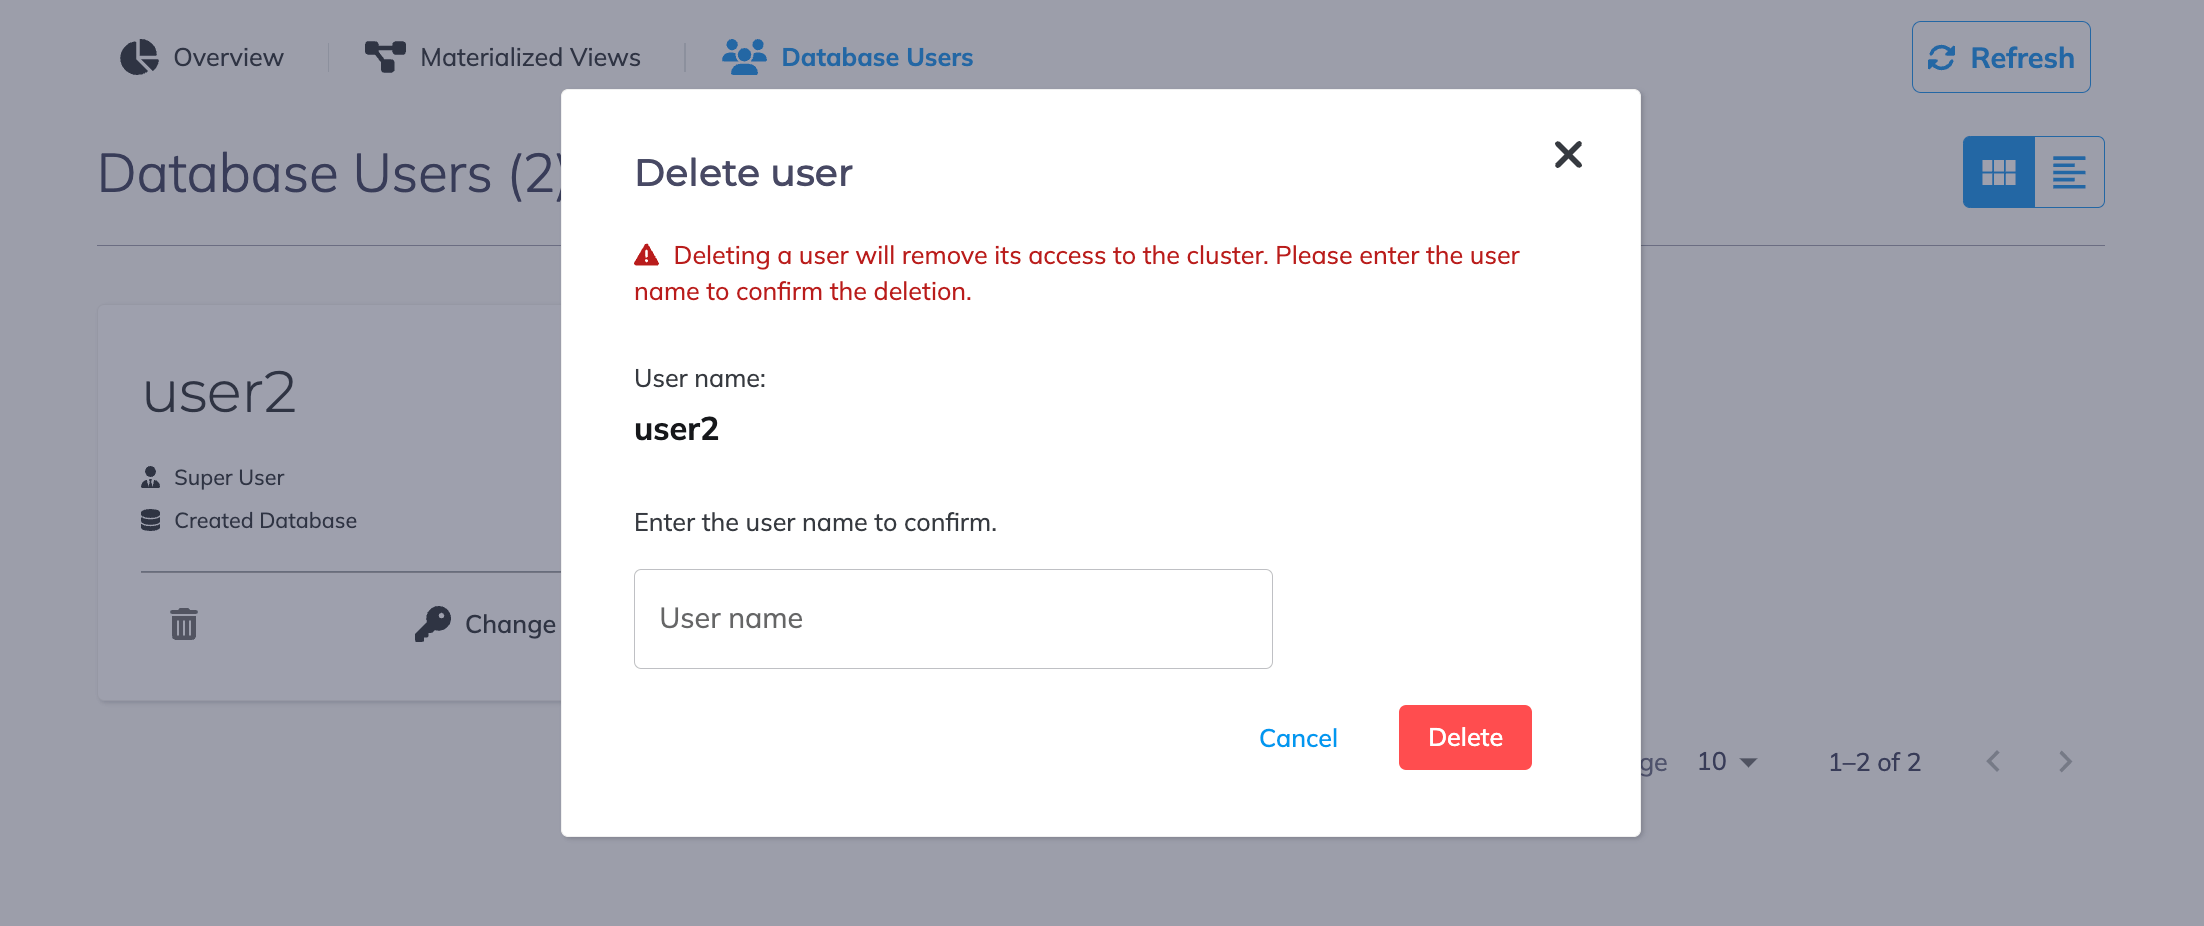 Overview
Materialized Views
Database Users
Refresh
Database Users (2)
Delete user
Deleting a user will remove its access to the cluster. Please enter the user
name to confirm the deletion.
User name:
user2
Enter the user name to confirm.
User name
Cancel
Delete
user2
Super User
Created Database
Change
10
1–2 of 2